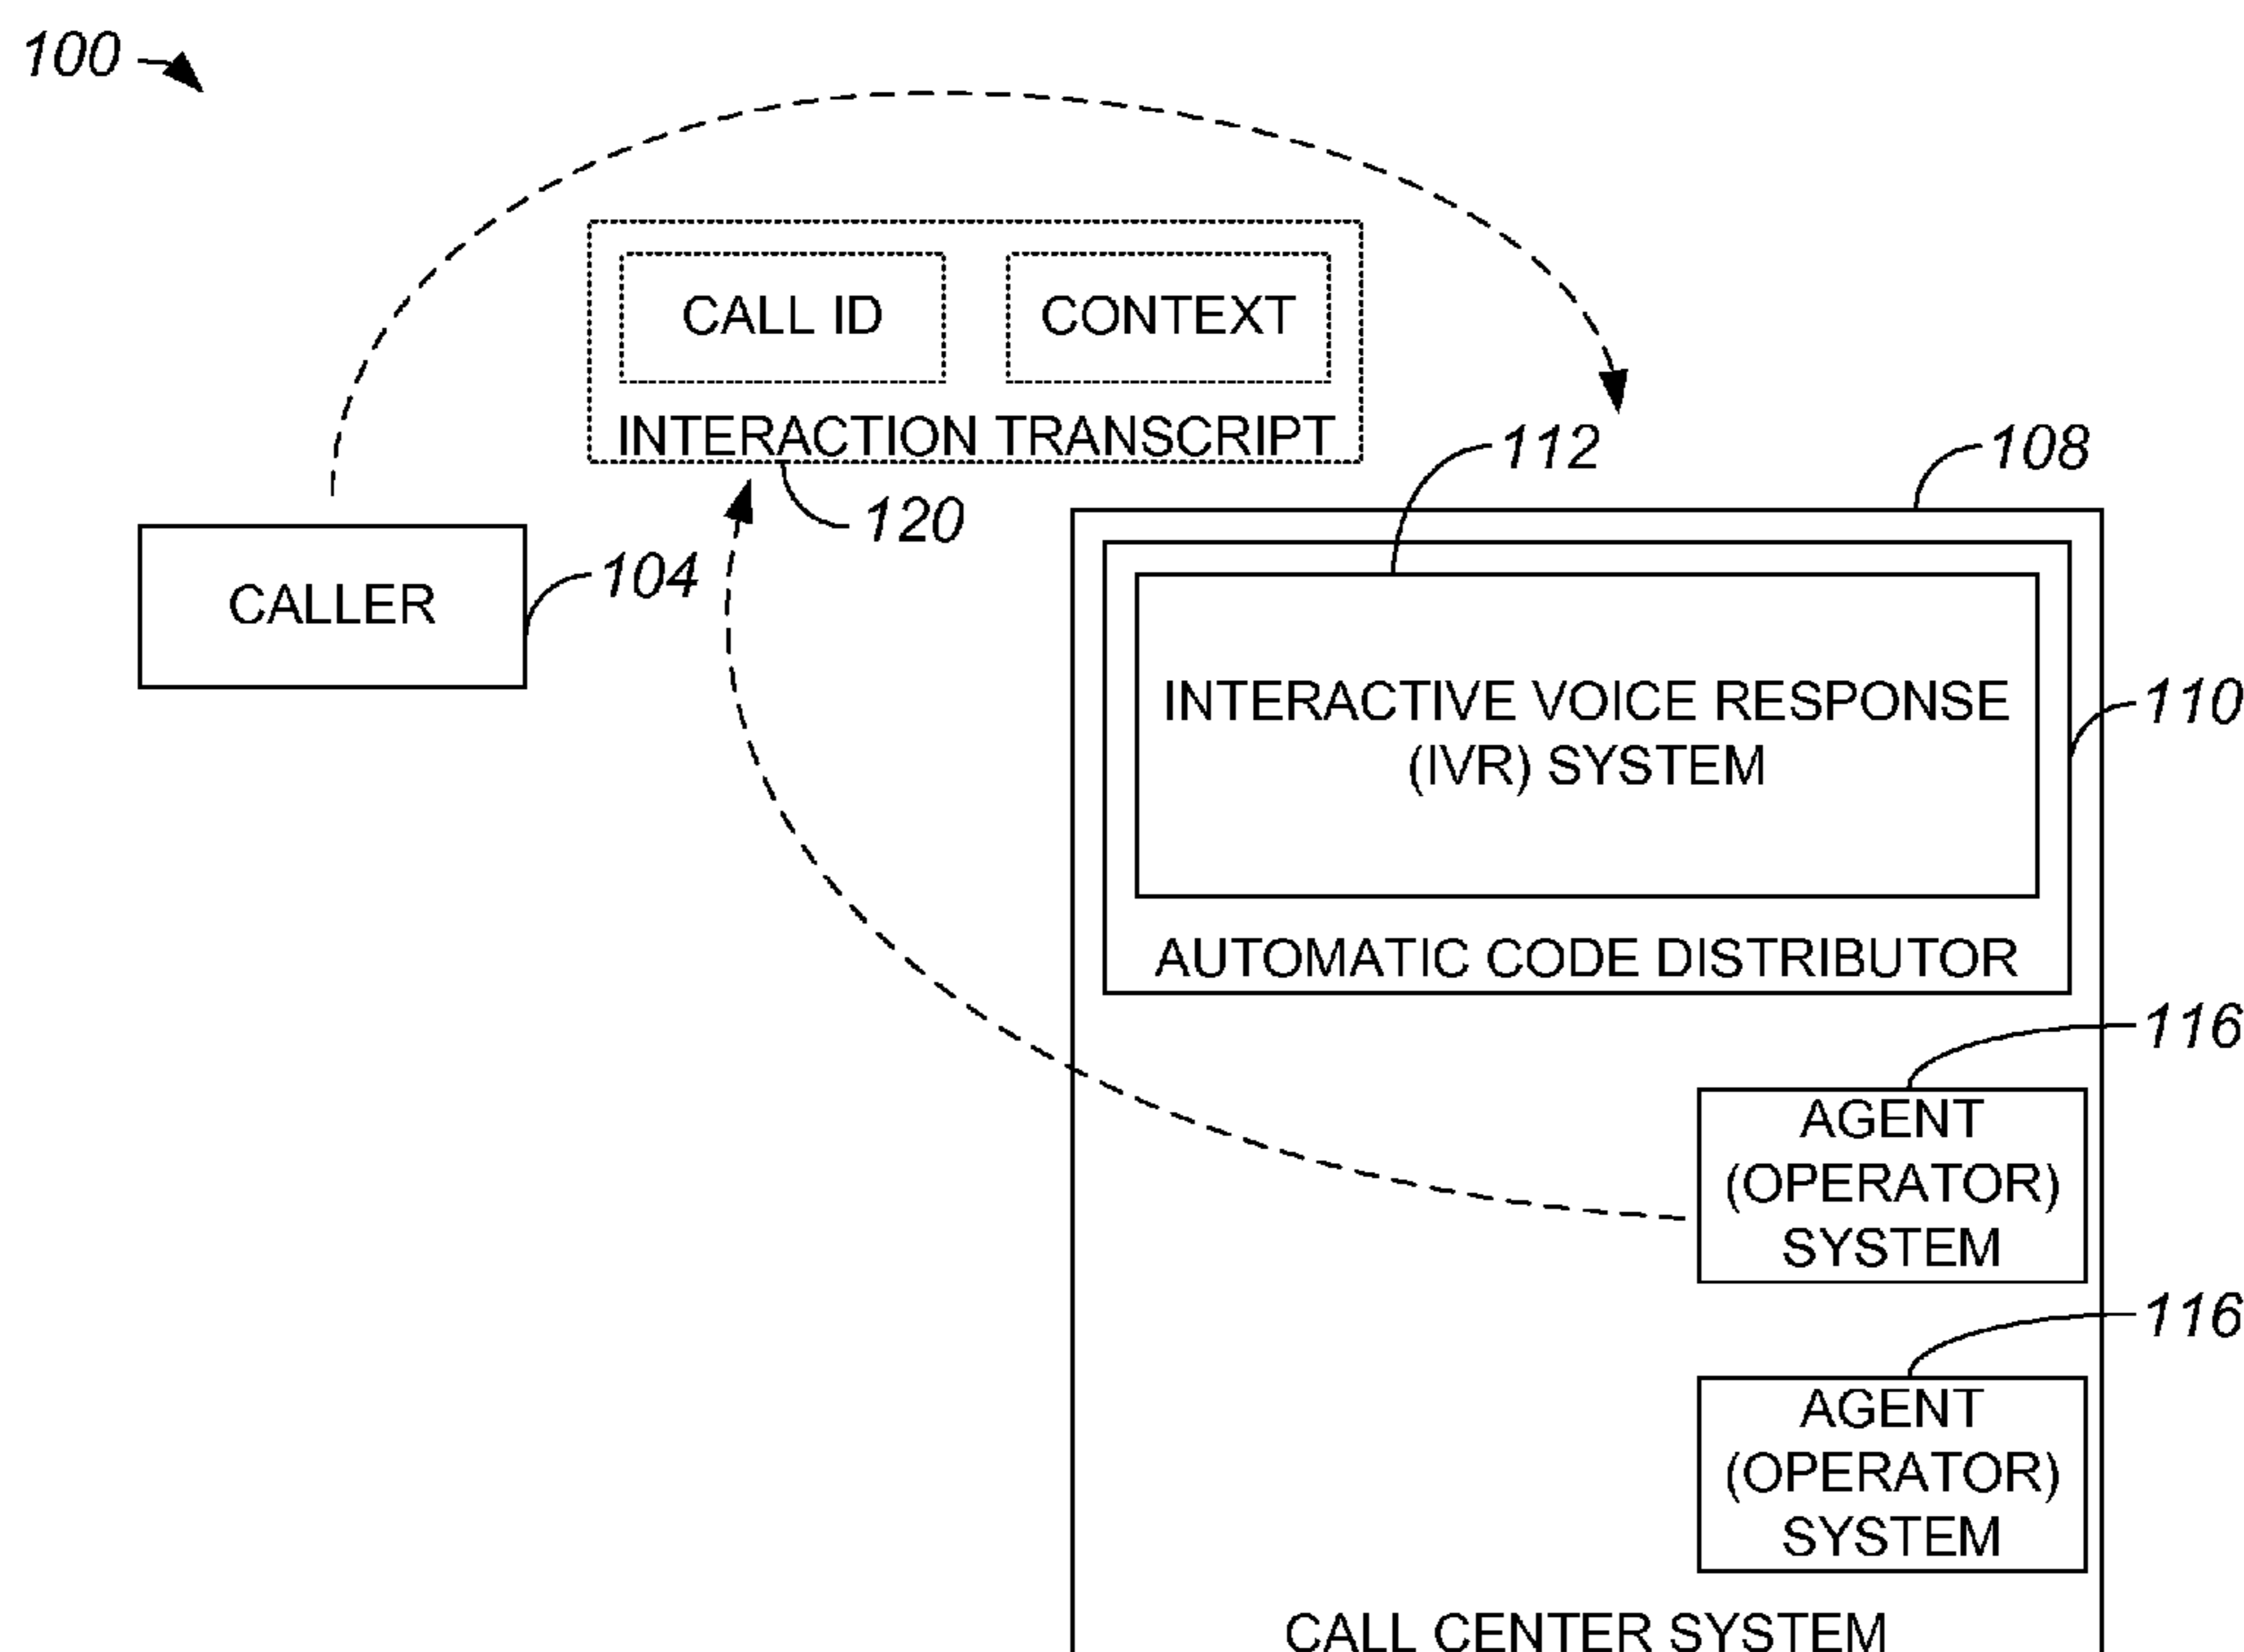 100
CALL ID
CONTEXT
INTERACTION TRANSCRIPT
112
108
120
CALLER
104
INTERACTIVE VOICE RESPONSE
(IVR) SYSTEM
110
AUTOMATIC CODE DISTRIBUTOR
116
AGENT
(OPERATOR)
SYSTEM
116
AGENT
(OPERATOR)
SYSTEM
CALL CENTER SYSTEM